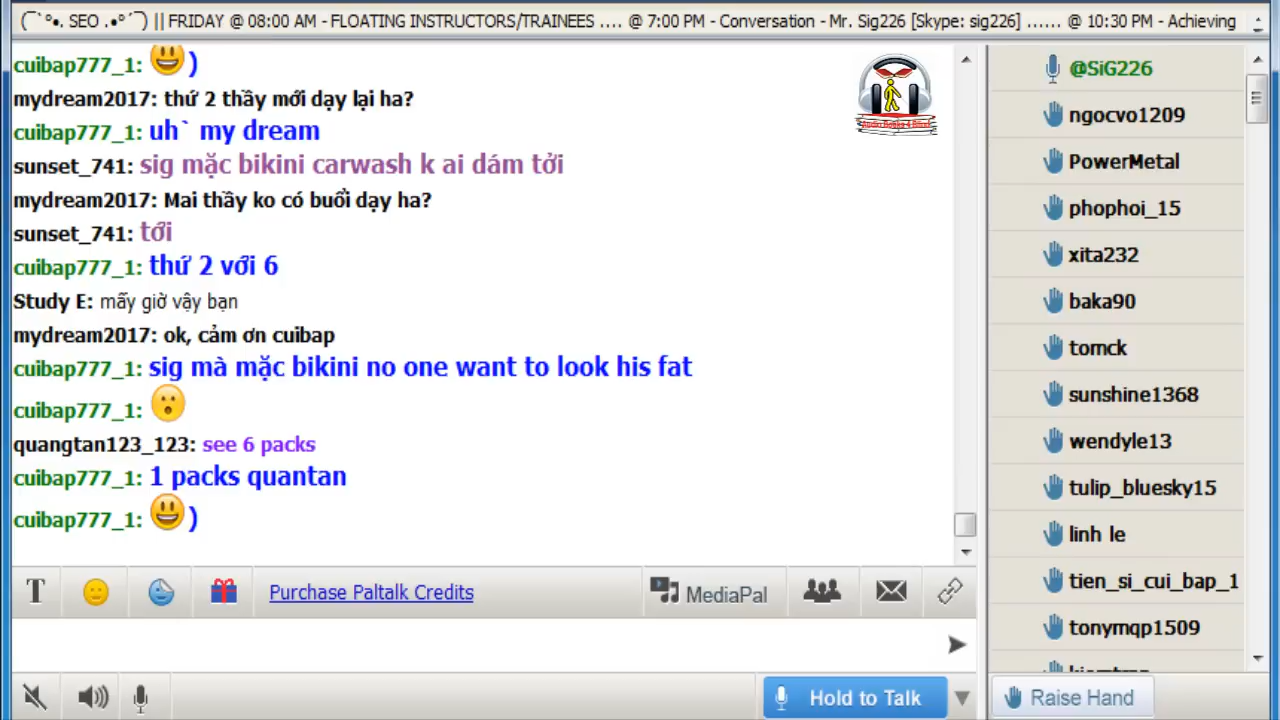 (¯`°•. SEO .•°´¯) || FRIDAY @ 08:00 AM - FLOATING INSTRUCTORS/TRAINEES .... @ 7:00 PM - Conversation - Mr. Sig226 [Skype: sig226] ...... @ 10:30 PM - Achieving
cuibap777_1: 😃 )
mydream2017: thứ 2 thầy mới dạy lại ha?
cuibap777_1: uh` my dream
sunset_741: sig mặc bikini carwash k ai dám tởi
mydream2017: Mai thầy ko có buổi dạy ha?
sunset_741: tới
cuibap777_1: thứ 2 với 6
Study E: mấy giờ vậy bạn
mydream2017: ok, cảm ơn cuibap
cuibap777_1: sig mà mặc bikini no one want to look his fat
cuibap777_1: 😮
quangtan123_123: see 6 packs
cuibap777_1: 1 packs quantan
cuibap777_1: 😃 )
T
Purchase Paltalk Credits
MediaPal
Hold to Talk
@SiG226
ngocvo1209
PowerMetal
phophoi_15
xita232
baka90
tomck
sunshine1368
wendyle13
tulip_bluesky15
linh le
tien_si_cui_bap_1
tonymqp1509
Raise Hand